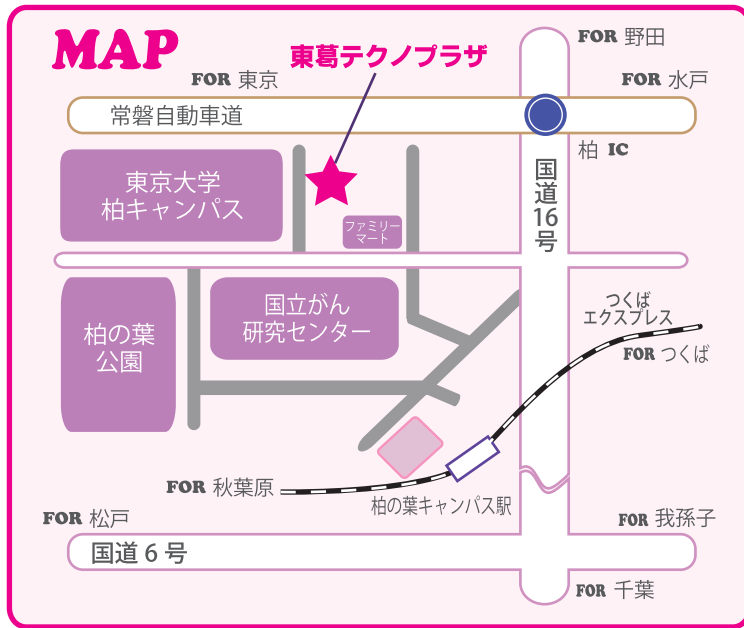 MAP
東葛テクノプラザ
FOR 野田
FOR 東京
FOR 水戸
常磐自動車道
柏 IC
国道16号
東京大学
柏キャンパス
ファミリー
マート
国立がん
研究センター
柏の葉
公園
つくば
エクスプレス
FOR つくば
FOR 秋葉原
柏の葉キャンパス駅
FOR 松戸
FOR 我孫子
国道 6 号
FOR 千葉